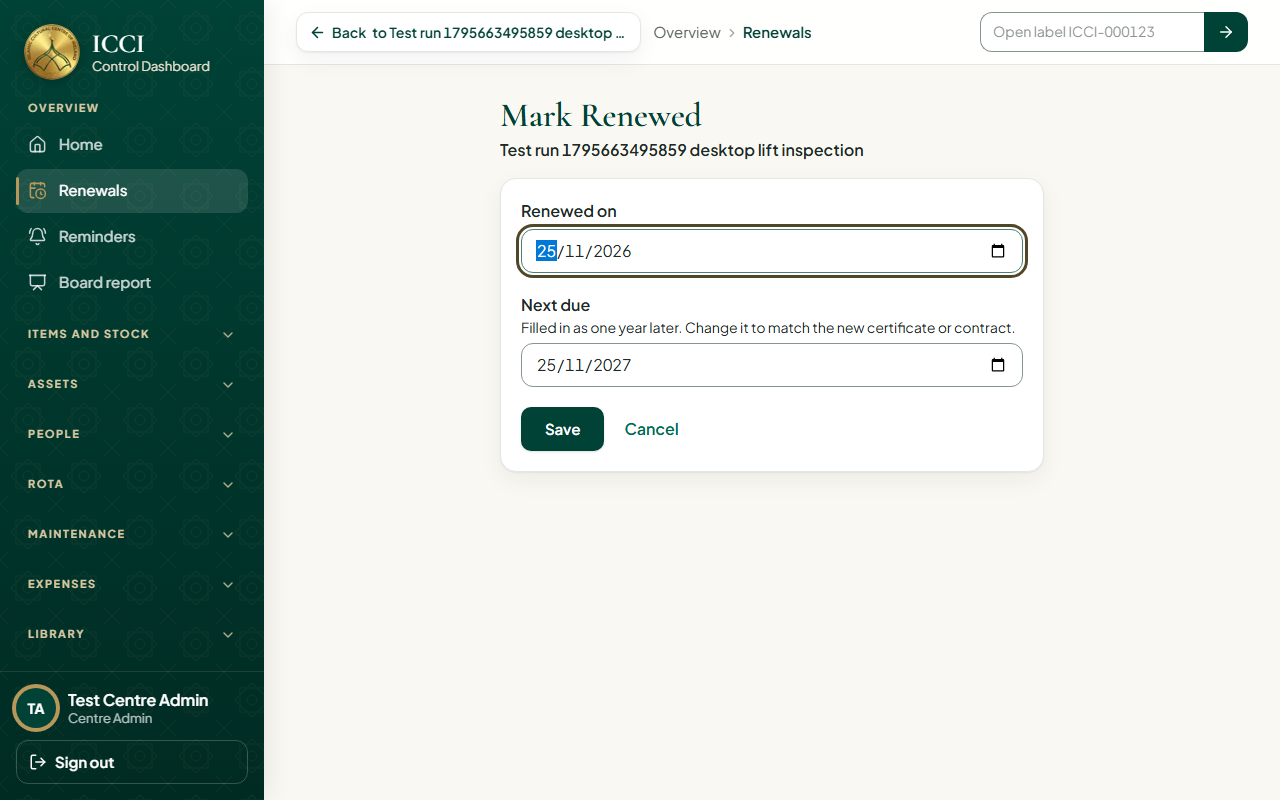 ICCI
Control Dashboard
OVERVIEW
Home
Renewals
Reminders
Board report
ITEMS AND STOCK
ASSETS
PEOPLE
ROTA
MAINTENANCE
EXPENSES
LIBRARY
TA
Test Centre Admin
Centre Admin
Sign out
Back to Test run 1795663495859 desktop ...
Overview
Renewals
Open label ICCI-000123
Mark Renewed
Test run 1795663495859 desktop lift inspection
Renewed on
25/11/2026
Next due
Filled in as one year later. Change it to match the new certificate or contract.
25/11/2027
Save
Cancel